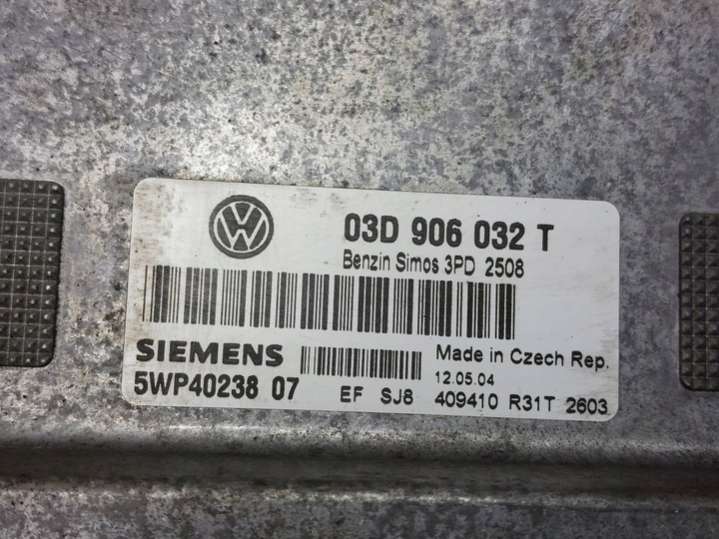 03D 906 032 T
Benzin Simos 3PD 2508
SIEMENS
5WP40238 07
EF SJ8
Made in Czech Rep.
12.05.04
409410 R31T 2603